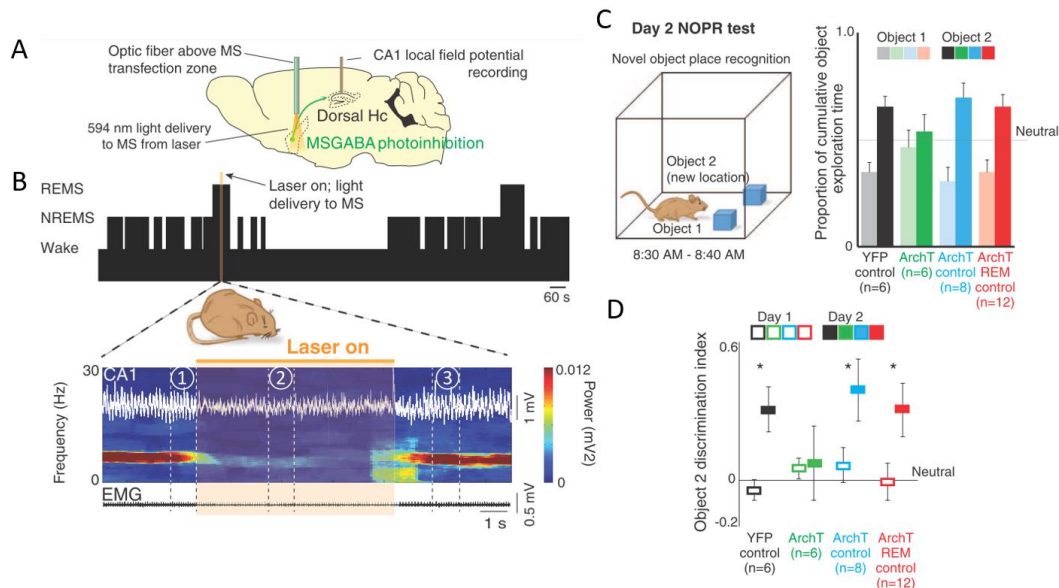 A
Optic fiber above MS
transfection zone
CA1 local field potential
recording
594 nm light delivery
to MS from laser
Dorsal Hc
MSGABA photoinhibition
B
REMS
NREMS
Wake
Laser on; light
delivery to MS
60 s
Laser on
Frequency (Hz)
30
0
CA1
1
2
3
1 mV
0.012
0
Power (mV2)
EMG
0.5 mV
1 s
C
Day 2 NOPR test
Novel object place recognition
Object 2
(new location)
Object 1
8:30 AM - 8:40 AM
Proportion of cumulative object
exploration time
1.0
0
Object 1
Object 2
Neutral
YFP
control
(n=6)
ArchT
(n=6)
ArchT
control
(n=8)
ArchT
REM
control
(n=12)
D
Day 1
Day 2
Object 2 discrimination index
0.6
0
-0.2
*
*
*
Neutral
YFP
control
(n=6)
ArchT
(n=6)
ArchT
control
(n=8)
ArchT
REM
control
(n=12)